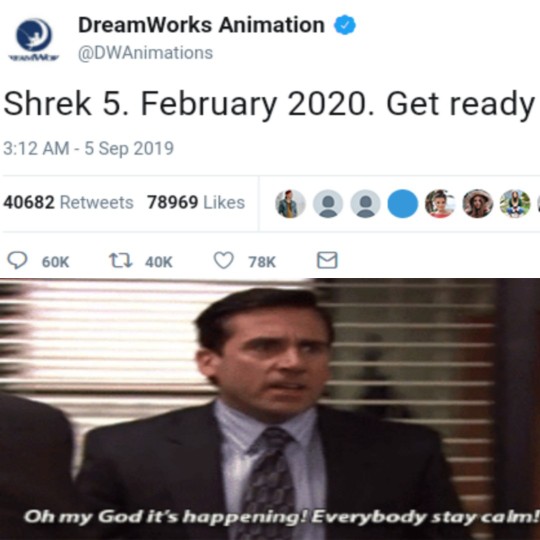 DreamWorks Animation
@DWAnimations
Shrek 5. February 2020. Get ready
3:12 AM - 5 Sep 2019
40682 Retweets 78969 Likes
60K 40K 78K
Oh my God it's happening! Everybody stay calm!